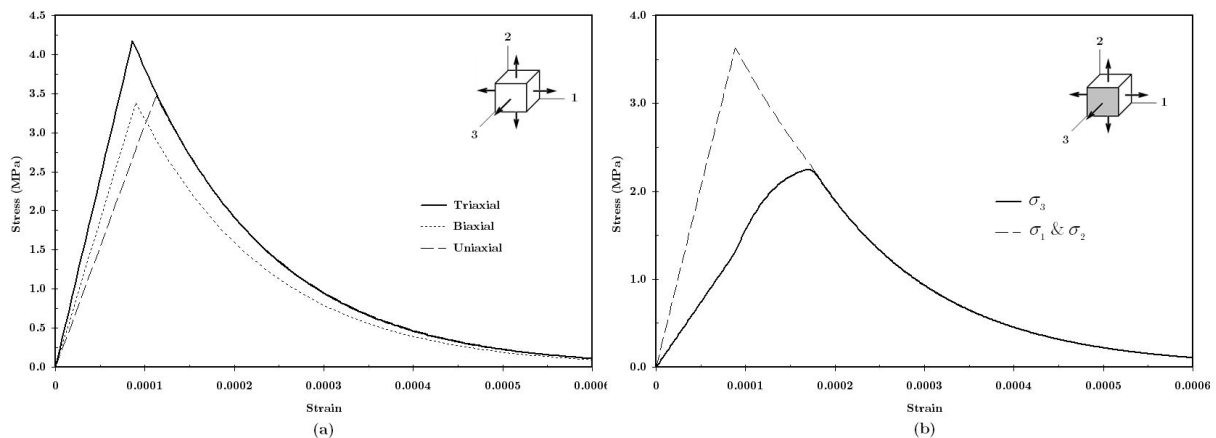 4.5
4.0
3.5
3.0
2.5
2.0
1.5
1.0
0.5
0.0
Stress (MPa)
0 0.0001 0.0002 0.0003 0.0004 0.0005 0.0006
Strain
(a)
2
1
3
Triaxial
Biaxial
Uniaxial
4.0
3.0
2.0
1.0
0.0
Stress (MPa)
0 0.0001 0.0002 0.0003 0.0004 0.0005 0.0006
Strain
(b)
2
1
3
σ₃
σ₁ & σ₂